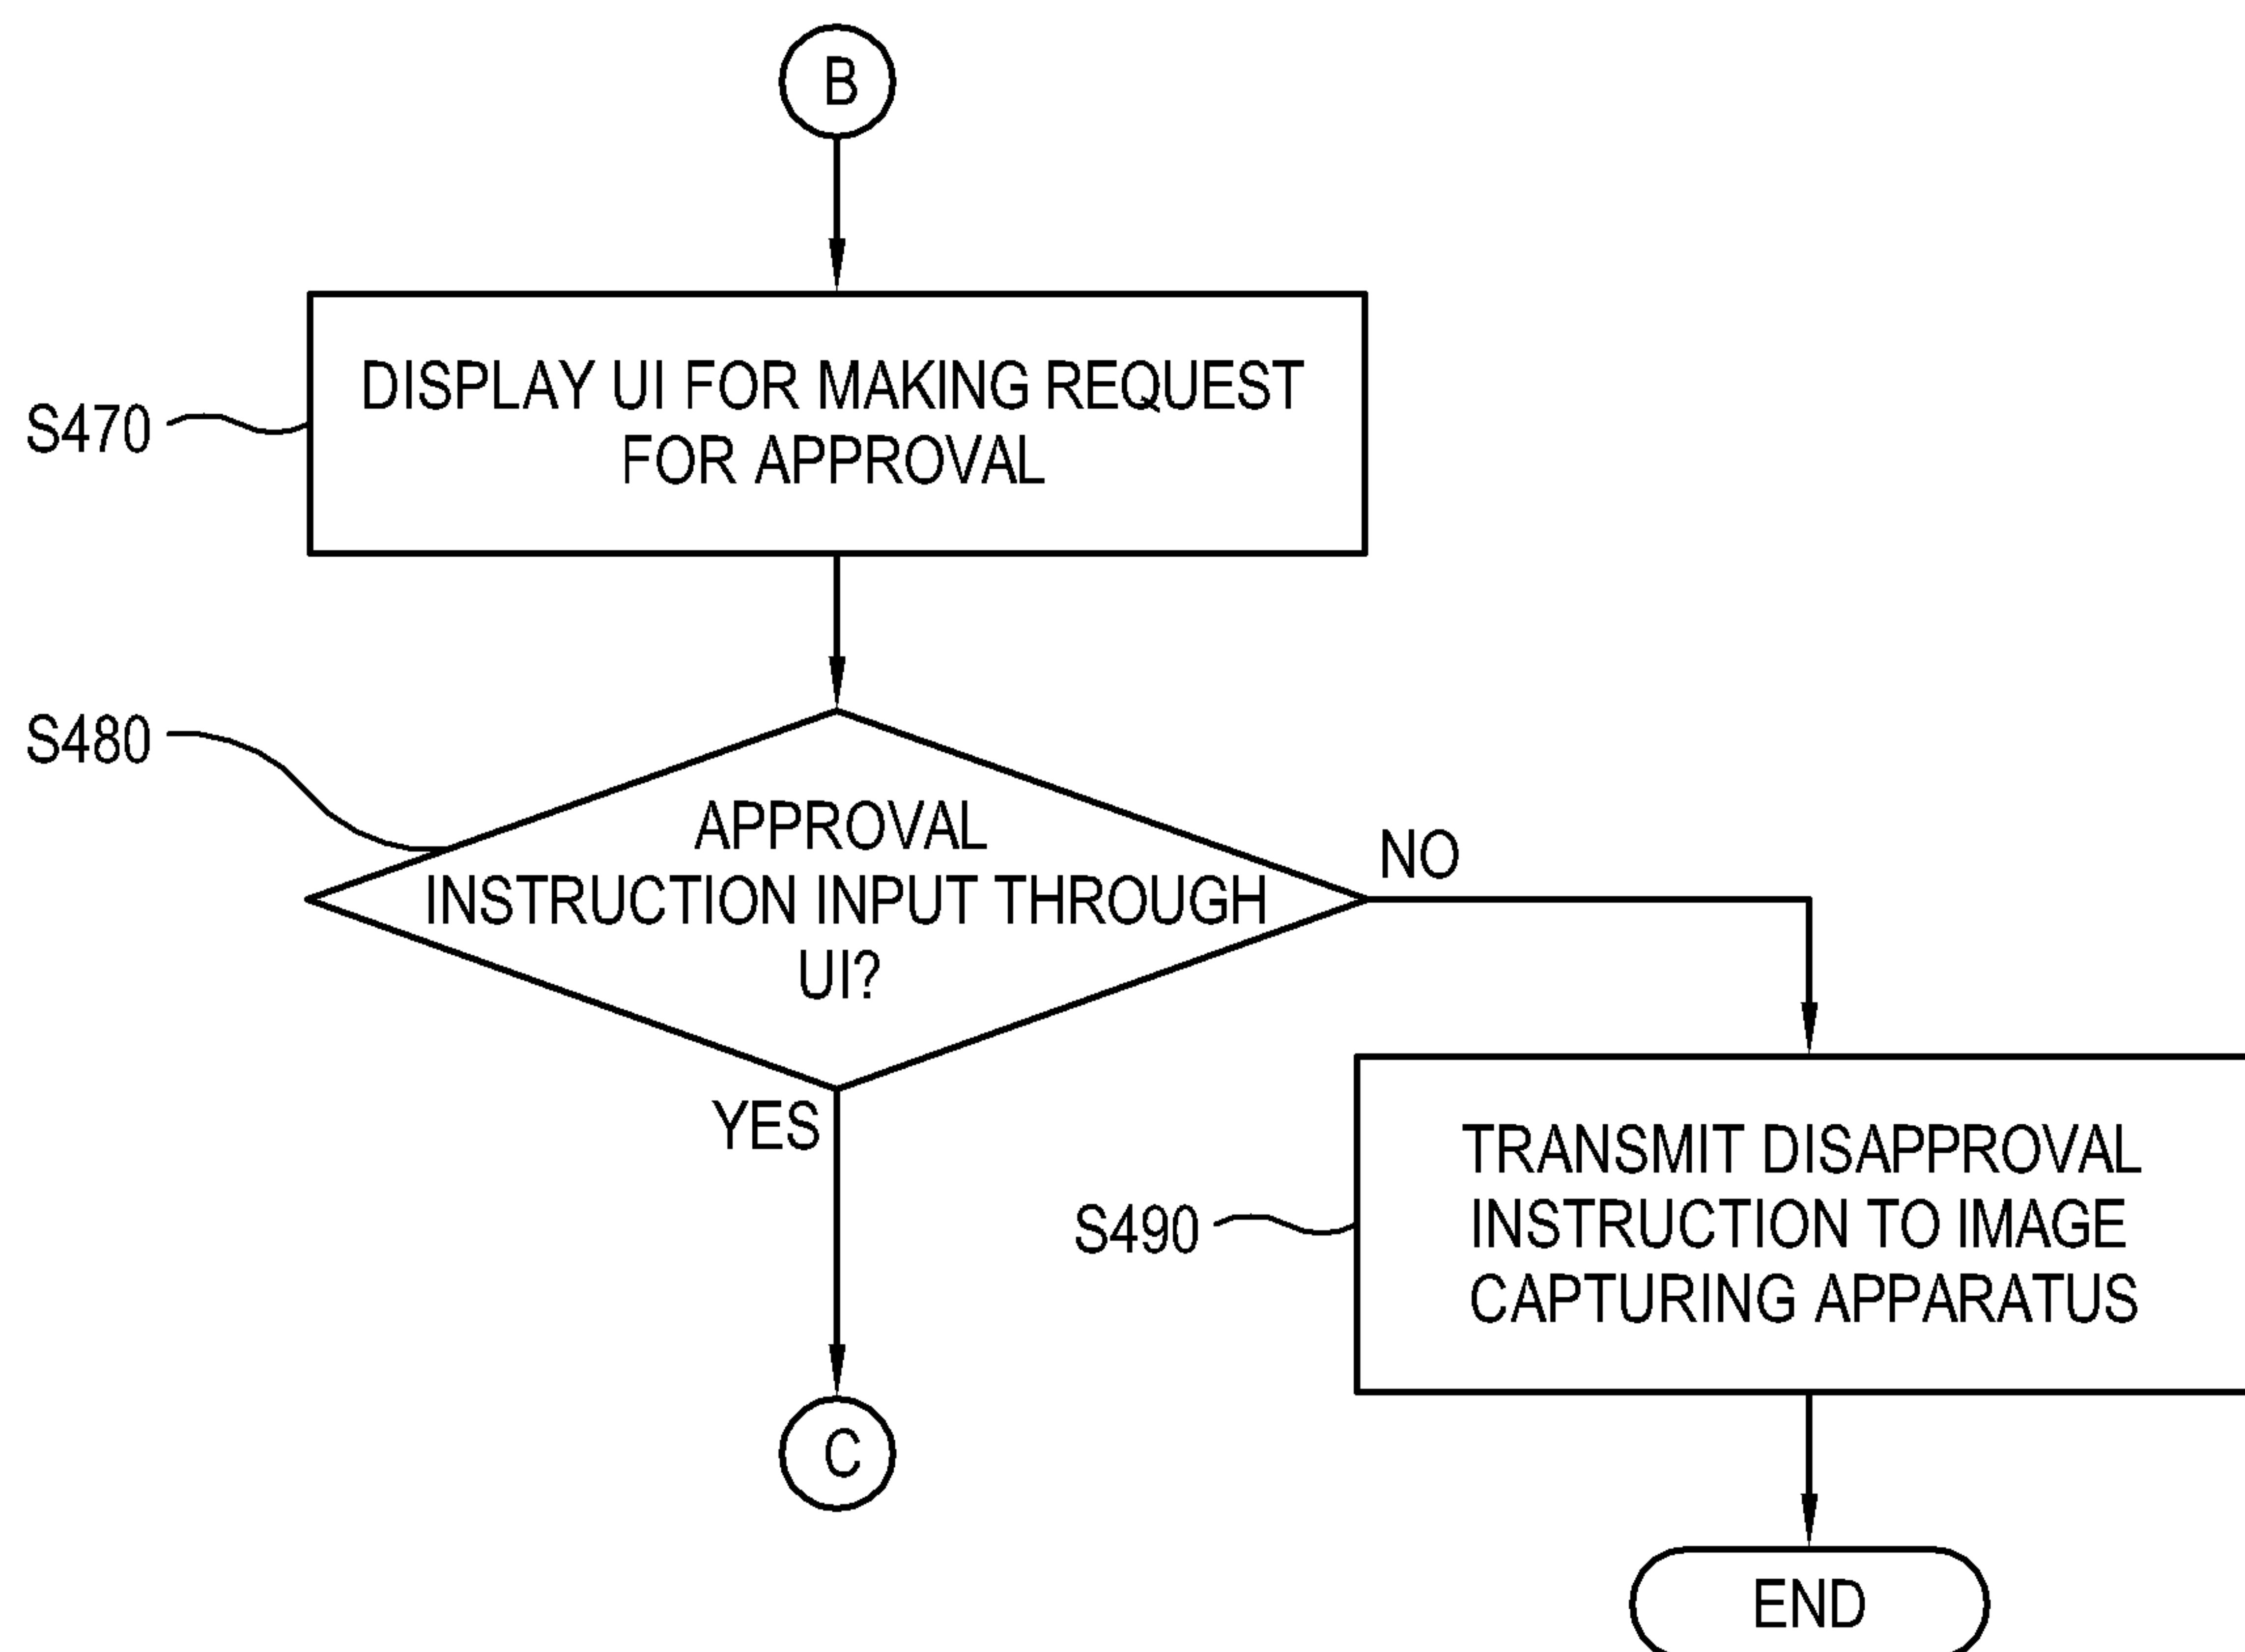 B
S470
DISPLAY UI FOR MAKING REQUEST
FOR APPROVAL
S480
APPROVAL
INSTRUCTION INPUT THROUGH
UI?
NO
YES
S490
TRANSMIT DISAPPROVAL
INSTRUCTION TO IMAGE
CAPTURING APPARATUS
C
END